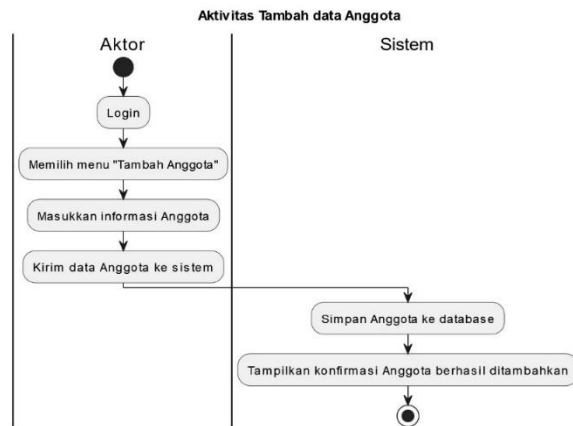 Aktivitas Tambah data Anggota
Aktor
Sistem
Login
Memilih menu "Tambah Anggota"
Masukkan informasi Anggota
Kirim data Anggota ke sistem
Simpan Anggota ke database
Tampilkan konfirmasi Anggota berhasil ditambahkan